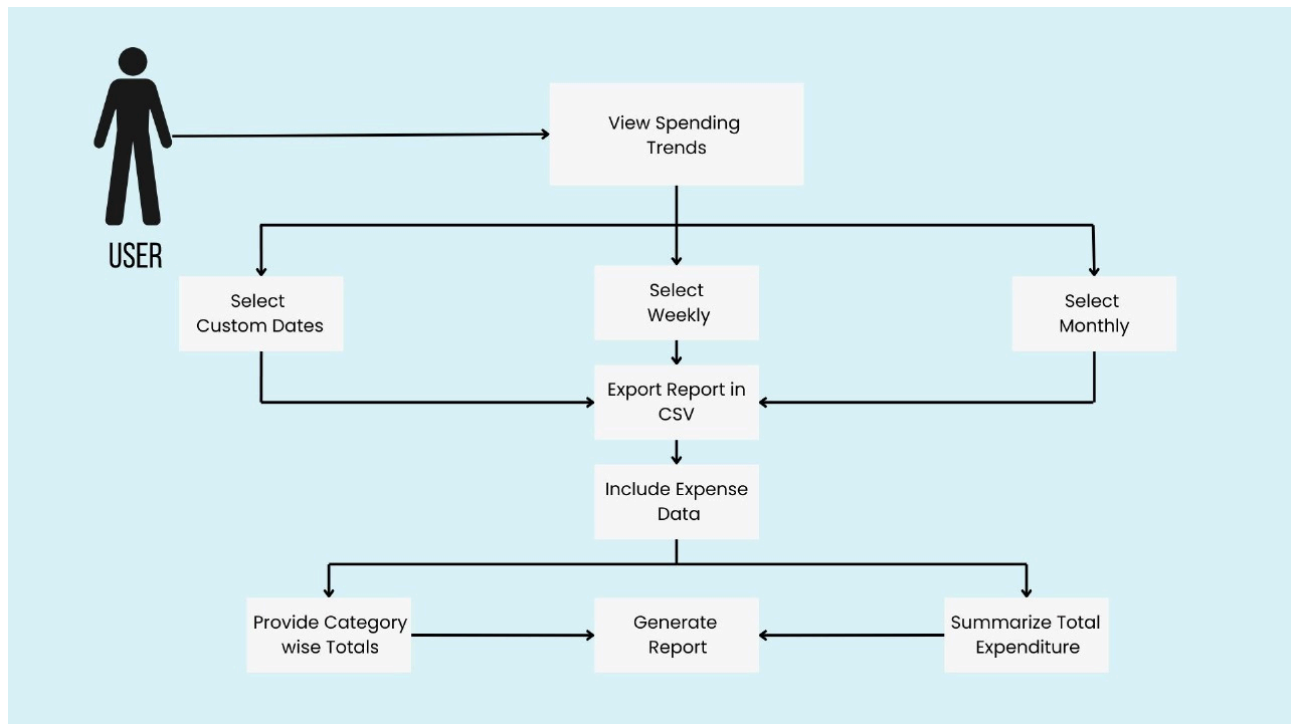 View Spending
Trends
USER
Select
Custom Dates
Select
Weekly
Select
Monthly
Export Report in
CSV
Include Expense
Data
Provide Category
wise Totals
Generate
Report
Summarize Total
Expenditure